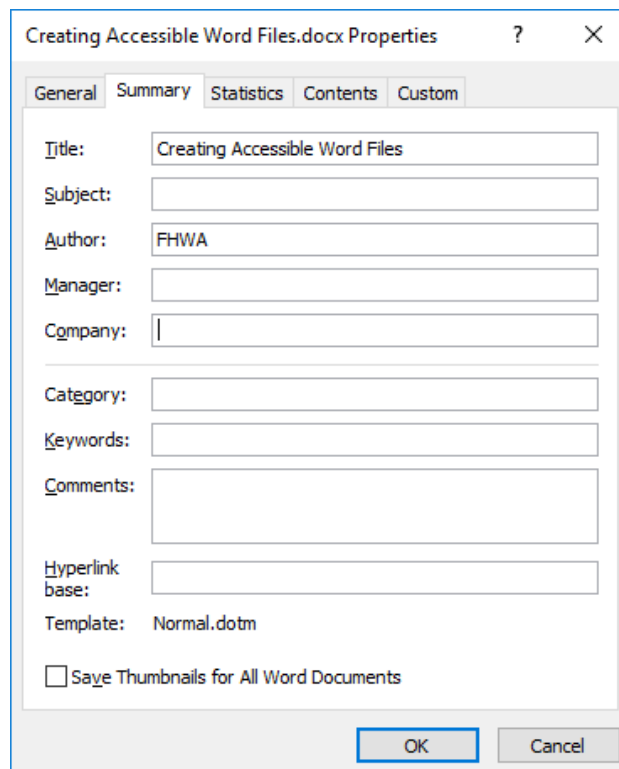 Creating Accessible Word Files.docx Properties ?
General Summary Statistics Contents Custom
Title: Creating Accessible Word Files
Subject:
Author: FHWA
Manager:
Company:
Category:
Keywords:
Comments:
Hyperlink
base:
Template: Normal.dotm
Save Thumbnails for All Word Documents
OK Cancel